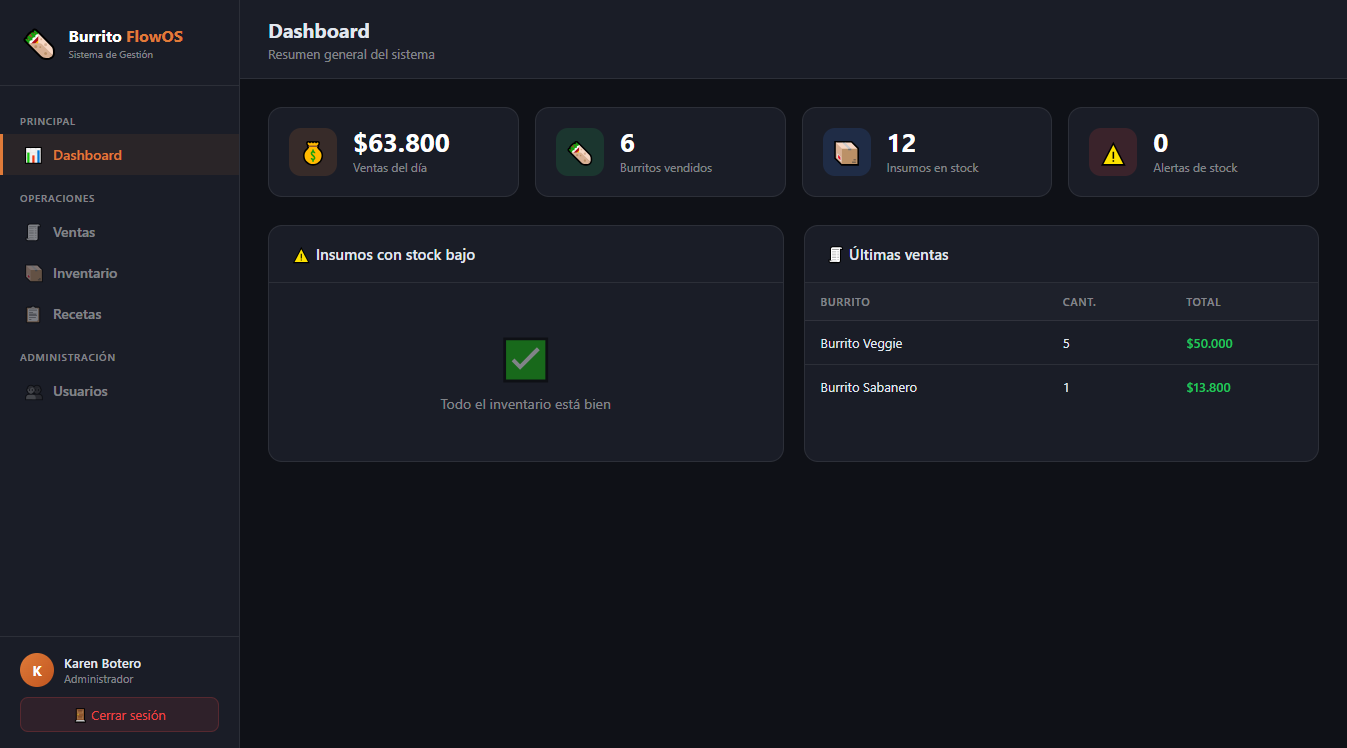 Burrito FlowOS
Sistema de Gestión
PRINCIPAL
Dashboard
OPERACIONES
Ventas
Inventario
Recetas
ADMINISTRACIÓN
Usuarios
K
Karen Botero
Administrador
Cerrar sesión
Dashboard
Resumen general del sistema
$63.800
Ventas del día
6
Burritos vendidos
12
Insumos en stock
0
Alertas de stock
Insumos con stock bajo
Todo el inventario está bien
Últimas ventas
BURRITO CANT. TOTAL
Burrito Veggie 5 $50.000
Burrito Sabanero 1 $13.800